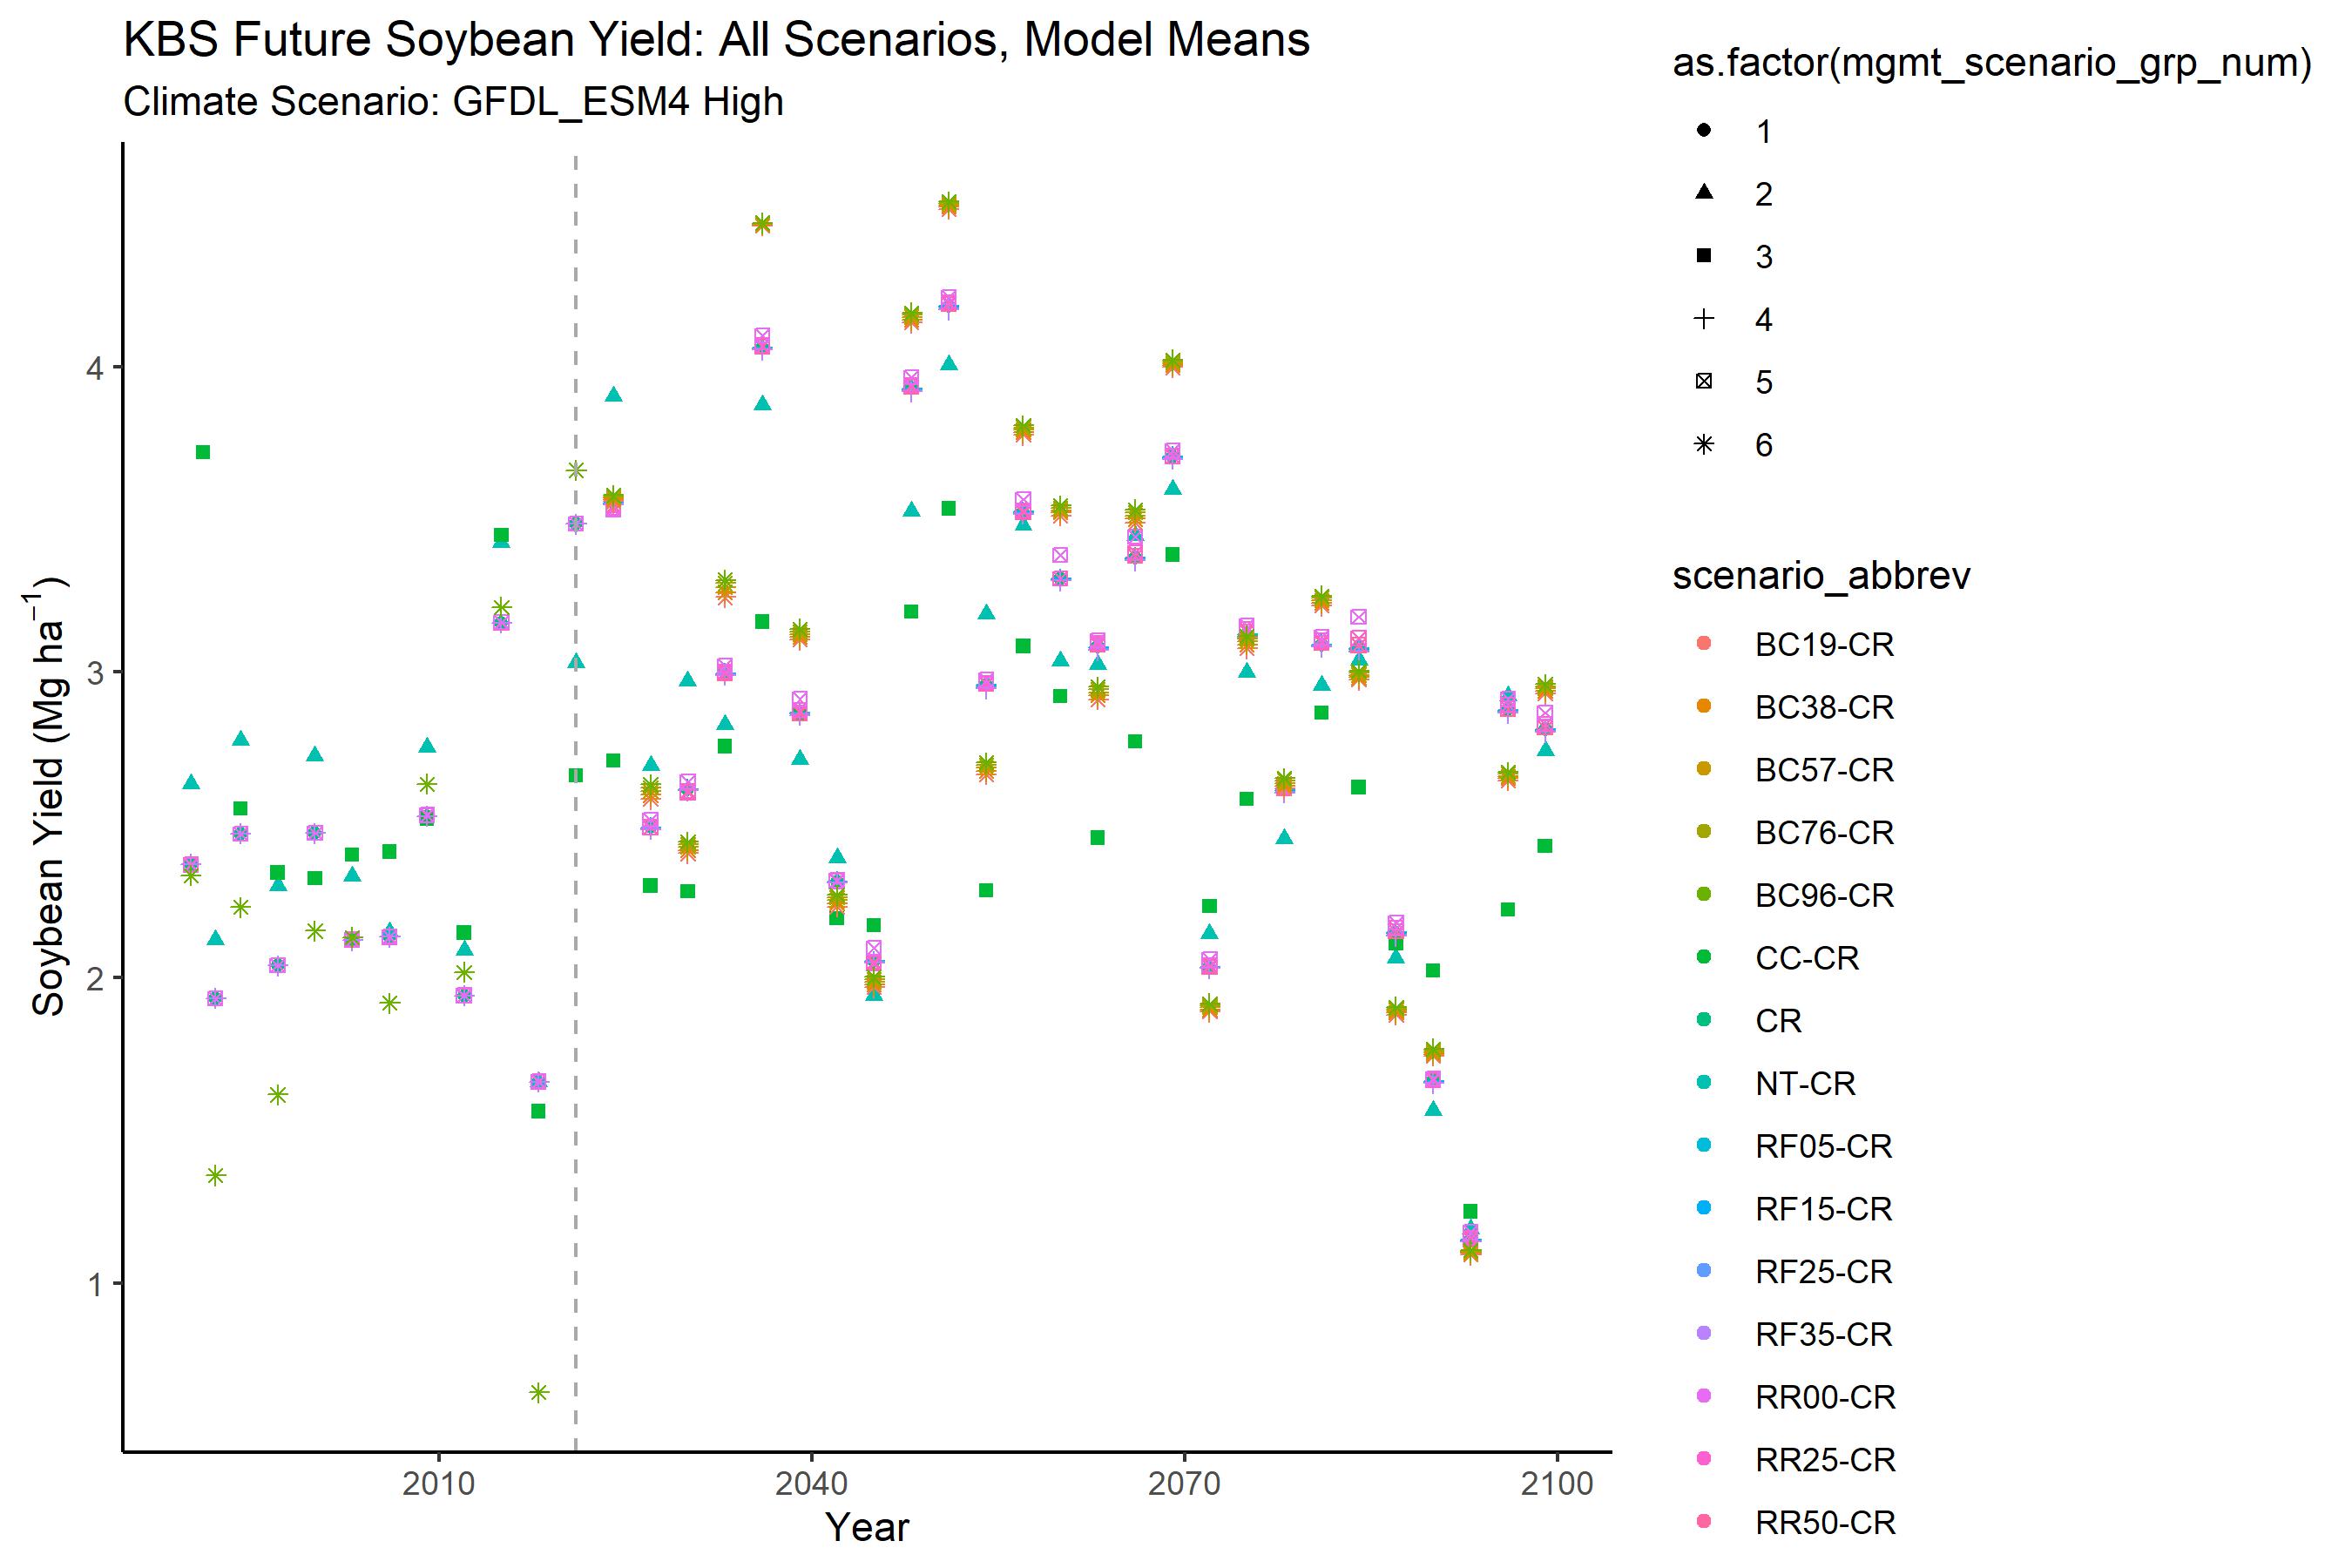 KBS Future Soybean Yield: All Scenarios, Model Means
Climate Scenario: GFDL_ESM4 High
Soybean Yield (Mg ha⁻¹)
4
3
2
1
2010
2040
2070
2100
Year
as.factor(mgmt_scenario_grp_num)
1
2
3
4
5
6
scenario_abbrev
BC19-CR
BC38-CR
BC57-CR
BC76-CR
BC96-CR
CC-CR
CR
NT-CR
RF05-CR
RF15-CR
RF25-CR
RF35-CR
RR00-CR
RR25-CR
RR50-CR